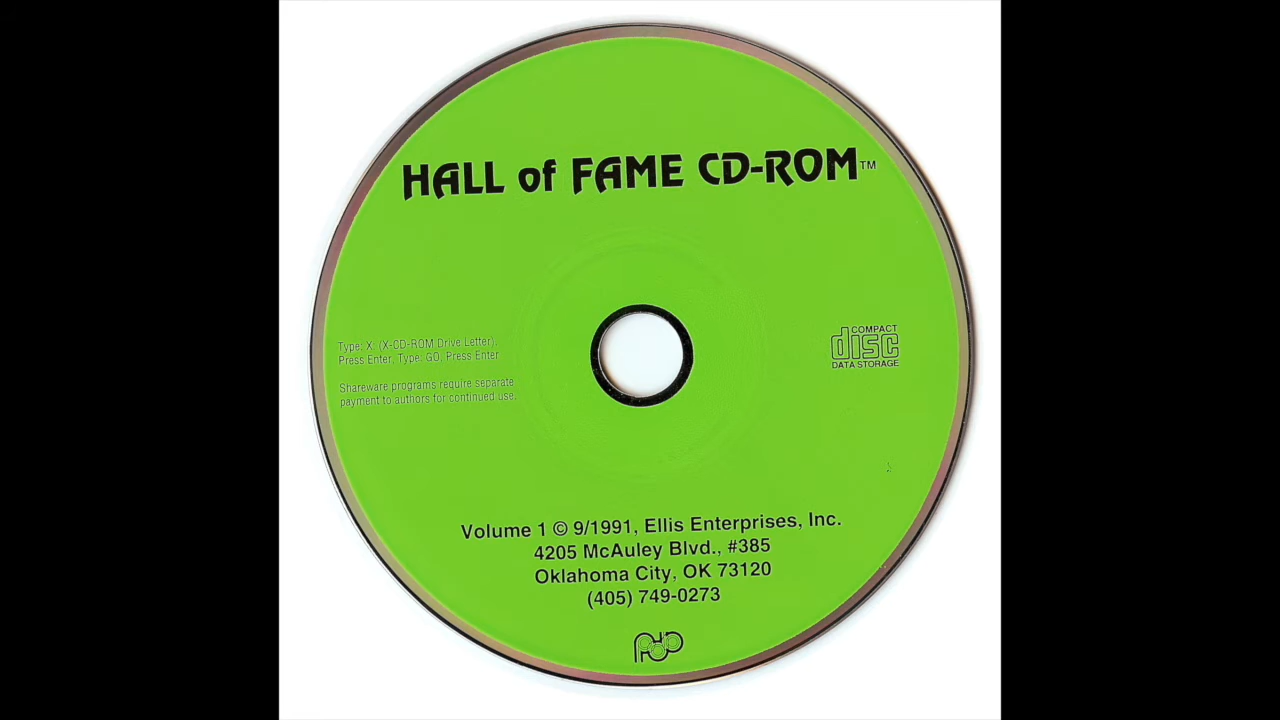 HALL of FAME CD-ROM™
Type: X: (X-CD-ROM Drive Letter),
Press Enter, Type: GO, Press Enter
Shareware programs require separate
payment to authors for continued use.
COMPACT
disc
DATA STORAGE
Volume 1 © 9/1991, Ellis Enterprises, Inc.
4205 McAuley Blvd., #385
Oklahoma City, OK 73120
(405) 749-0273